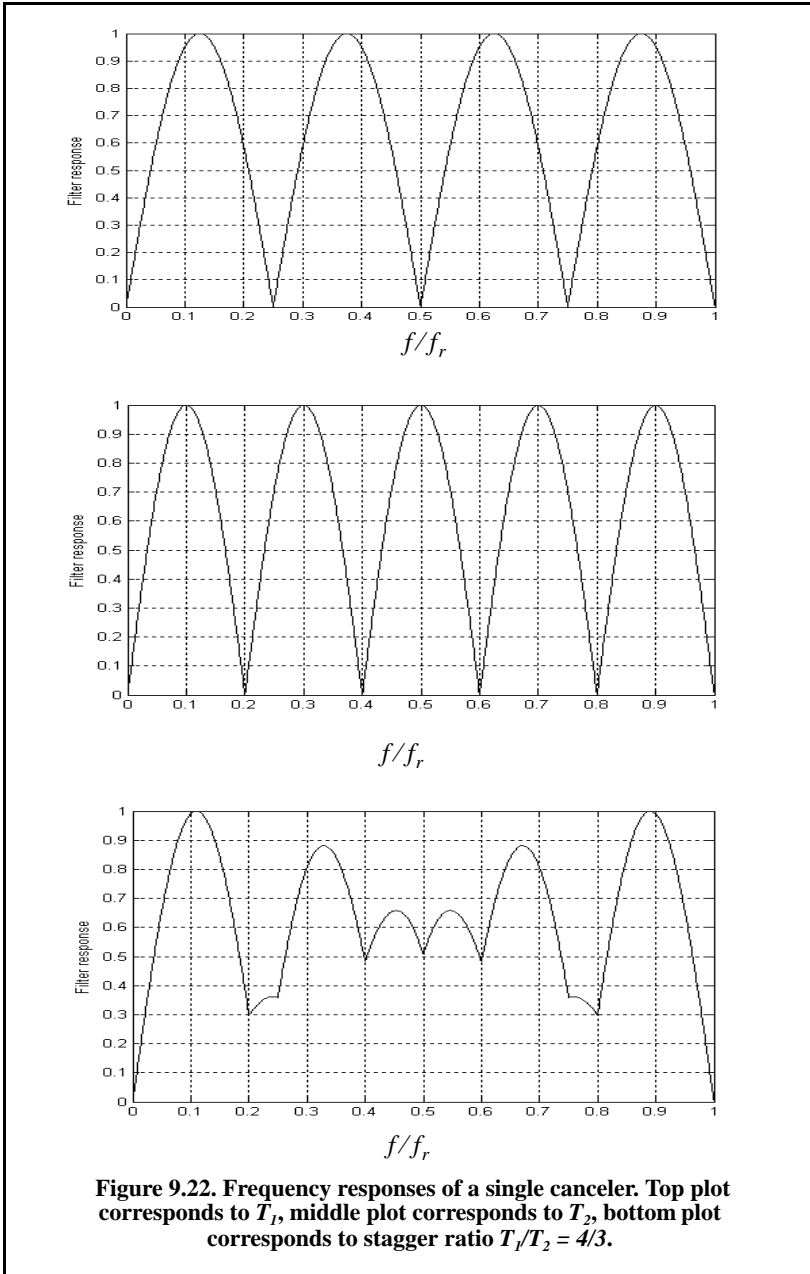 1
0.9
0.8
0.7
0.6
0.5
0.4
0.3
0.2
0.1
0
Filter response
0 0.1 0.2 0.3 0.4 0.5 0.6 0.7 0.8 0.9 1
f/fr
1
0.9
0.8
0.7
0.6
0.5
0.4
0.3
0.2
0.1
0
Filter response
0 0.1 0.2 0.3 0.4 0.5 0.6 0.7 0.8 0.9 1
f/fr
1
0.9
0.8
0.7
0.6
0.5
0.4
0.3
0.2
0.1
0
Filter response
0 0.1 0.2 0.3 0.4 0.5 0.6 0.7 0.8 0.9 1
f/fr
Figure 9.22. Frequency responses of a single canceler. Top plot
corresponds to T1, middle plot corresponds to T2, bottom plot
corresponds to stagger ratio T1/T2 = 4/3.